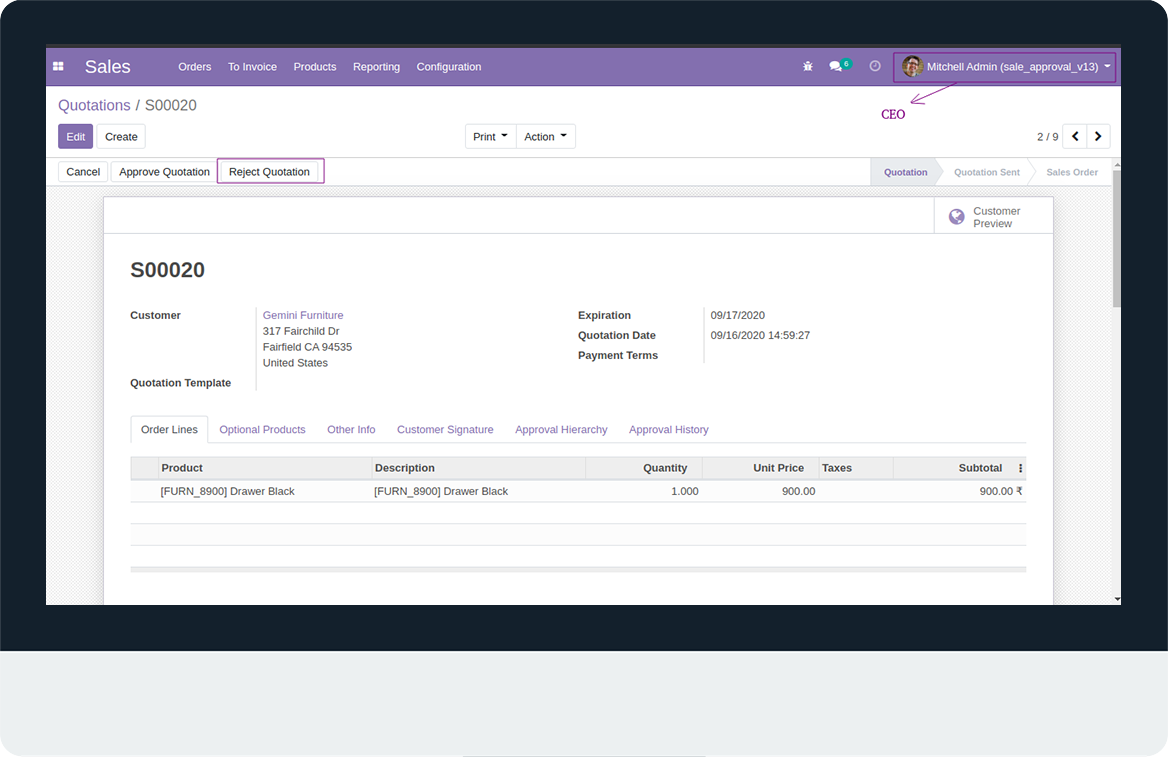 Sales Orders To Invoice Products Reporting Configuration 6 Mitchell Admin (sale_approval_v13)
CEO
Quotations / S00020
Edit Create Print Action 2 / 9
Cancel Approve Quotation Reject Quotation Quotation Quotation Sent Sales Order
Customer
Preview
S00020
Customer Gemini Furniture Expiration 09/17/2020
317 Fairchild Dr Quotation Date 09/16/2020 14:59:27
Fairfield CA 94535 Payment Terms
United States
Quotation Template
Order Lines Optional Products Other Info Customer Signature Approval Hierarchy Approval History
Product Description Quantity Unit Price Taxes Subtotal
[FURN_8900] Drawer Black [FURN_8900] Drawer Black 1.000 900.00 900.00 ₹